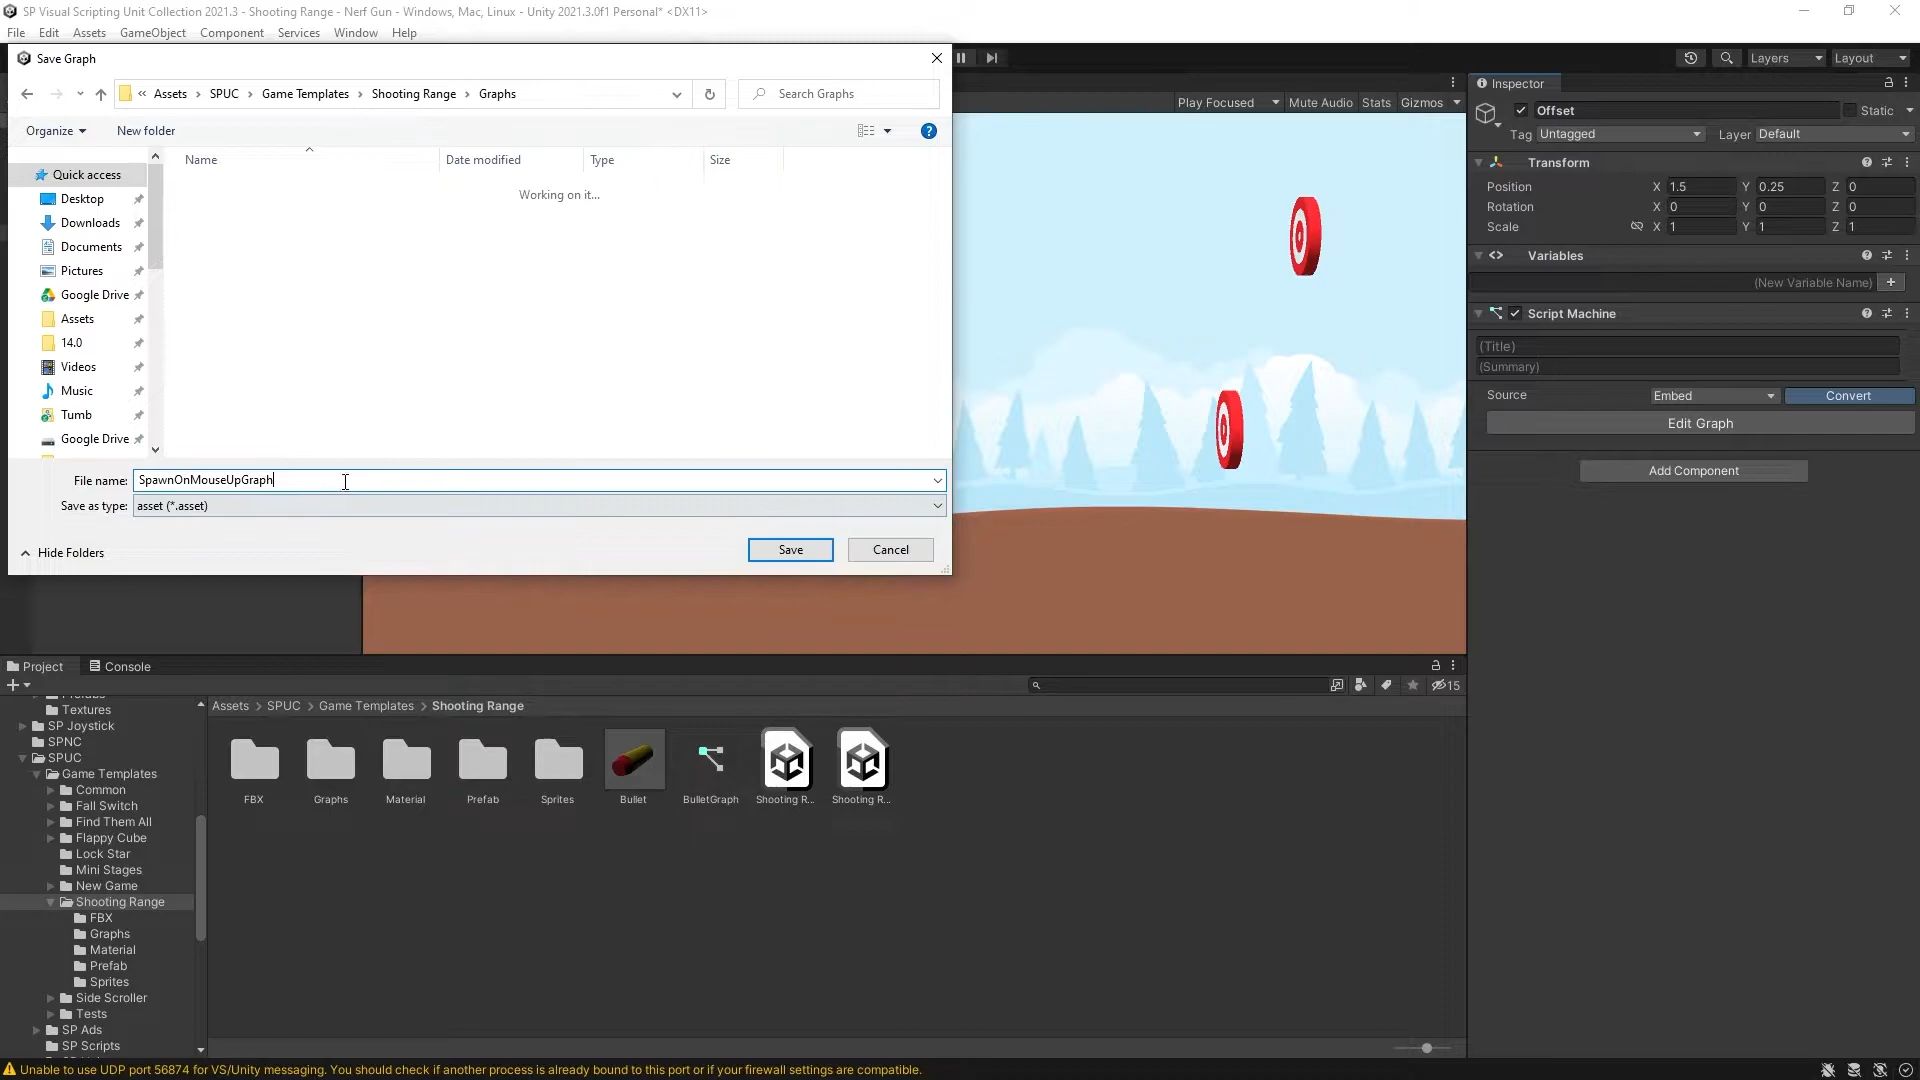 SP Visual Scripting Unit Collection 2021.3 - Shooting Range - Nerf Gun - Windows, Mac, Linux - Unity 2021.3.0f1 Personal* <DX11>
File Edit Assets GameObject Component Services Window Help
Save Graph
Layers Layout
« Assets > SPUC > Game Templates > Shooting Range > Graphs
Search Graphs
Organize New folder
Name Date modified Type Size
Working on it...
Quick access
Desktop
Downloads
Documents
Pictures
Google Drive
Assets
14.0
Videos
Music
Tumb
Google Drive
File name: SpawnOnMouseUpGraph
Save as type: asset (*.asset)
Hide Folders
Save Cancel
Play Focused Mute Audio Stats Gizmos
Inspector
Offset Static
Tag Untagged Layer Default
Transform
Position X 1.5 Y 0.25 Z 0
Rotation X 0 Y 0 Z 0
Scale X 1 Y 1 Z 1
Variables
(New Variable Name)
Script Machine
(Title)
(Summary)
Source Embed Convert
Edit Graph
Add Component
Project Console
15
Textures
SP Joystick
SPNC
SPUC
Game Templates
Common
Fall Switch
Find Them All
Flappy Cube
Lock Star
Mini Stages
New Game
Shooting Range
FBX
Graphs
Material
Prefab
Sprites
Side Scroller
Tests
SP Ads
SP Scripts
Assets > SPUC > Game Templates > Shooting Range
FBX Graphs Material Prefab Sprites Bullet BulletGraph Shooting R... Shooting R...
Unable to use UDP port 56874 for VS/Unity messaging. You should check if another process is already bound to this port or if your firewall settings are compatible.